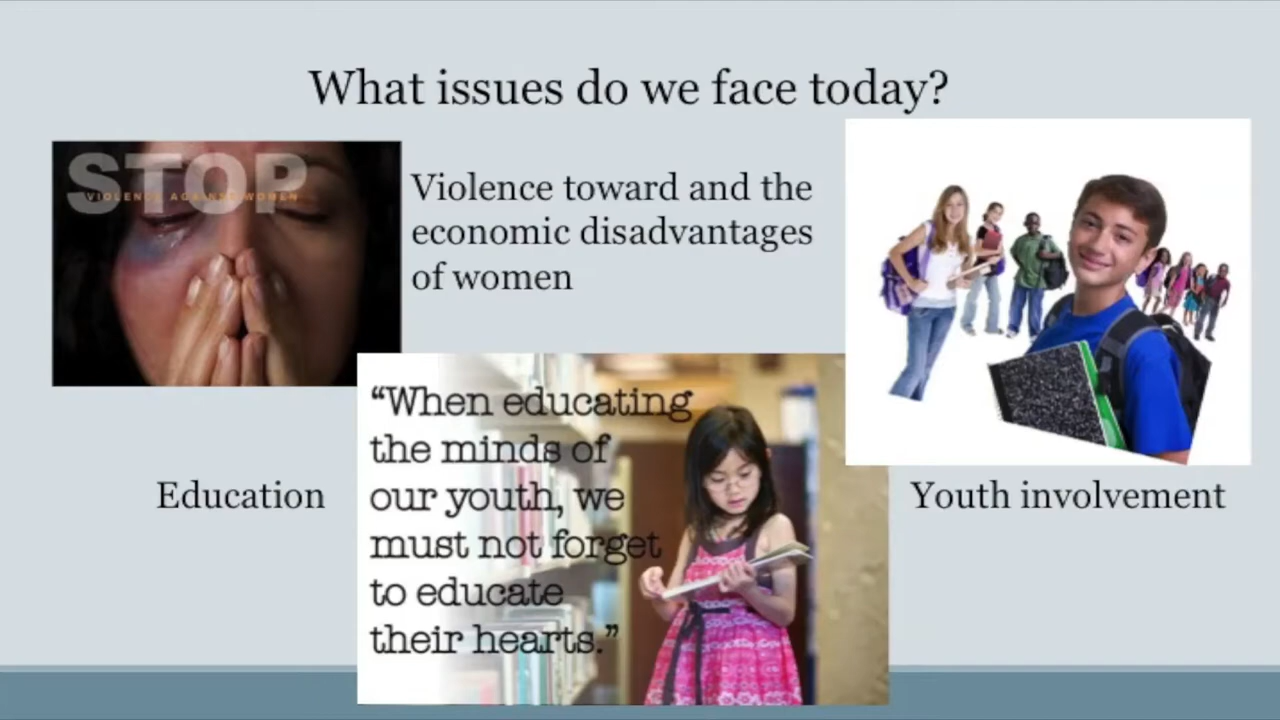 What issues do we face today?
STOP
VIOLENCE AGAINST WOMEN
Violence toward and the
economic disadvantages
of women
“When educating
the minds of
our youth, we
must not forget
to educate
their hearts.”
Education
Youth involvement